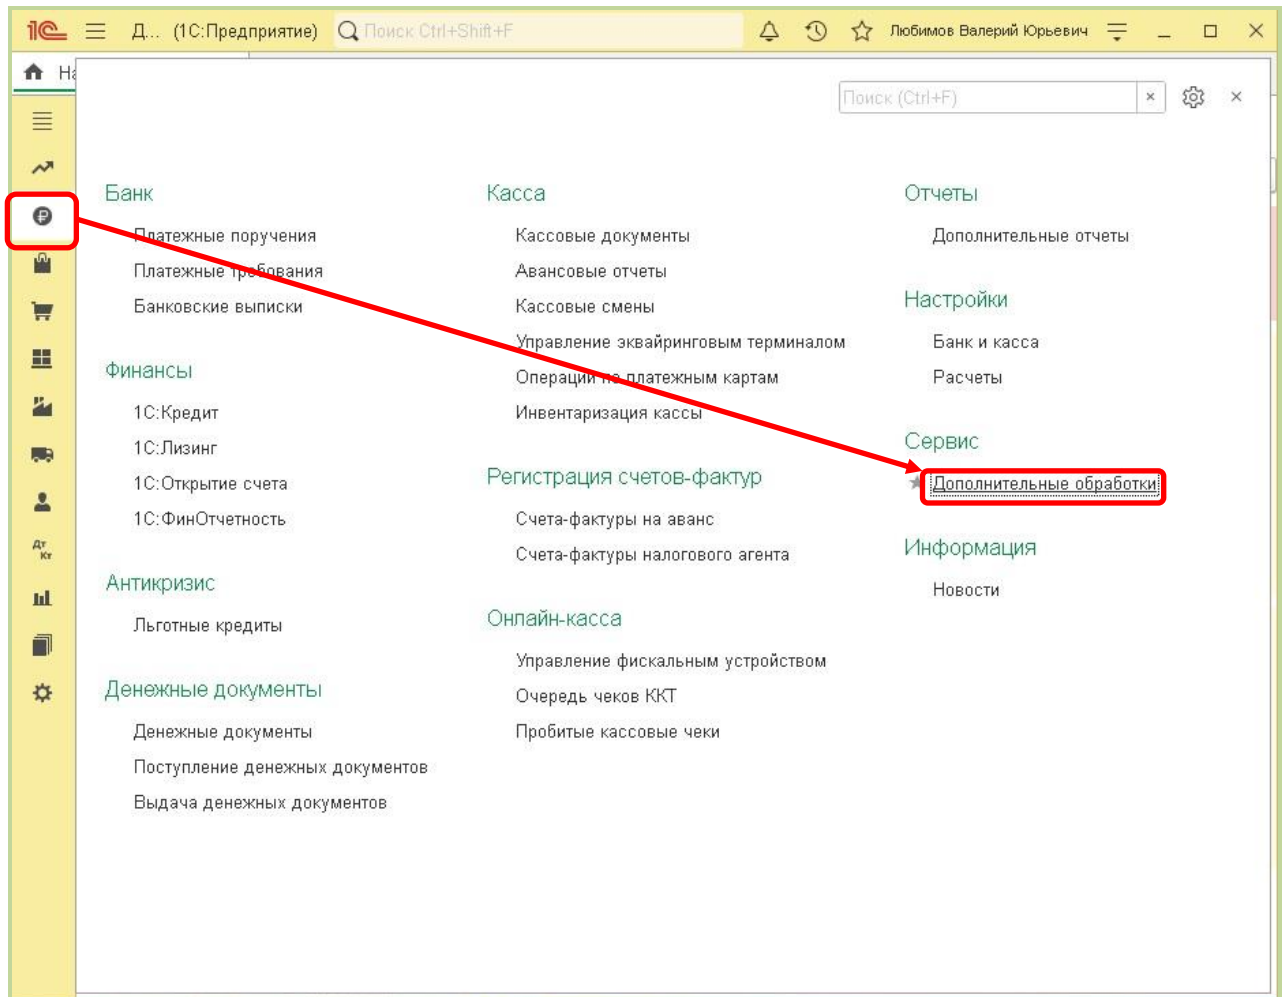 1С Д... (1С:Предприятие) Поиск Ctrl+Shift+F Любимов Валерий Юрьевич
На
Поиск (Ctrl+F)
Банк
Платежные поручения
Платежные требования
Банковские выписки
Финансы
1С:Кредит
1С:Лизинг
1С:Открытие счета
1С:ФинОтчетность
Антикризис
Льготные кредиты
Денежные документы
Денежные документы
Поступление денежных документов
Выдача денежных документов
Касса
Кассовые документы
Авансовые отчеты
Кассовые смены
Управление эквайринговым терминалом
Операции по платежным картам
Инвентаризация кассы
Регистрация счетов-фактур
Счета-фактуры на аванс
Счета-фактуры налогового агента
Онлайн-касса
Управление фискальным устройством
Очередь чеков ККТ
Пробитые кассовые чеки
Отчеты
Дополнительные отчеты
Настройки
Банк и касса
Расчеты
Сервис
Дополнительные обработки
Информация
Новости
Дт
Кт